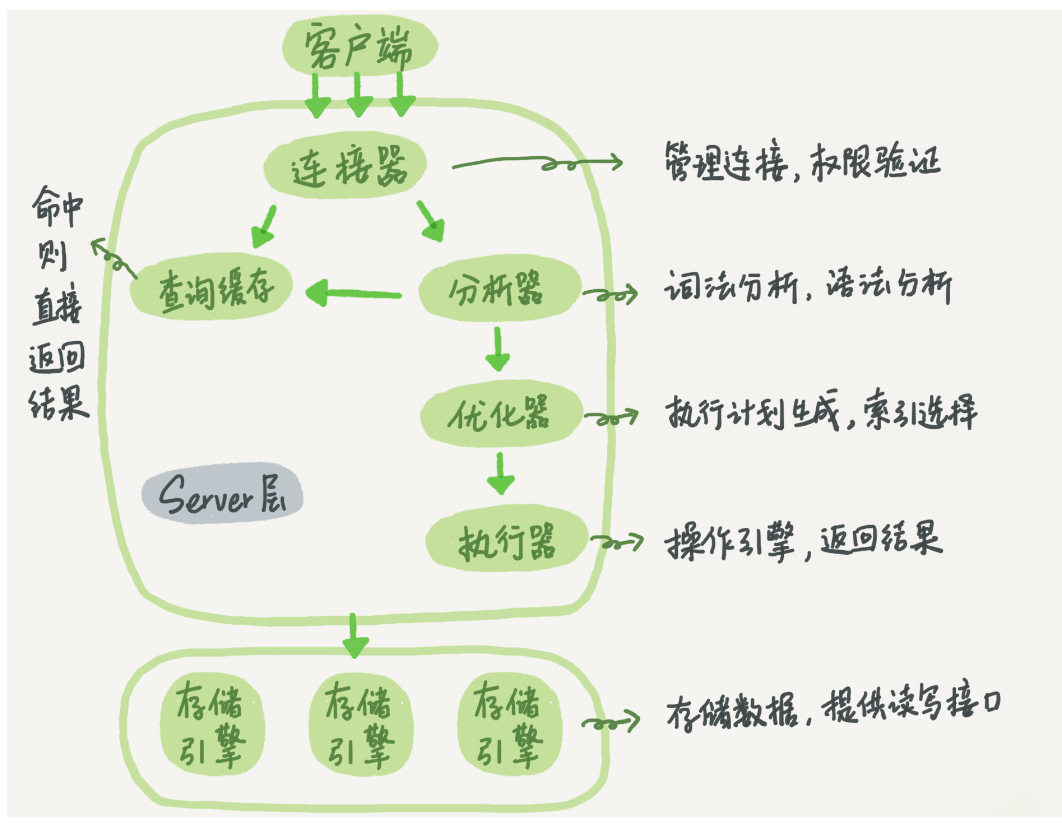 客户端
连接器
管理连接,权限验证
命中
则
直接
返回
结果
查询缓存
分析器
词法分析,语法分析
优化器
执行计划生成,索引选择
Server层
执行器
操作引擎,返回结果
存储
引擎
存储
引擎
存储
引擎
存储数据,提供读写接口